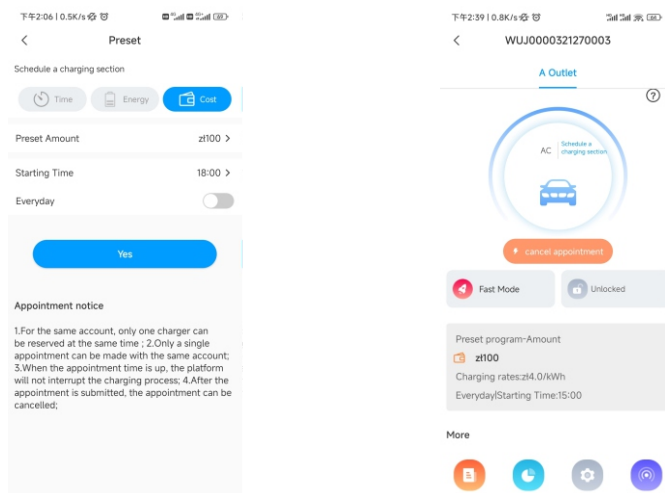 下午2:06 | 0.5K/s
Preset
Schedule a charging section
Time
Energy
Cost
Preset Amount
zł100 >
Starting Time
18:00 >
Everyday
Yes
Appointment notice
1.For the same account, only one charger can
be reserved at the same time ; 2.Only a single
appointment can be made with the same account;
3.When the appointment time is up, the platform
will not interrupt the charging process; 4.After the
appointment is submitted, the appointment can be
cancelled;
下午2:39 | 0.8K/s
WUJ0000321270003
A Outlet
?
AC
Schedule a
charging section
cancel appointment
Fast Mode
Unlocked
Preset program-Amount
zł100
Charging rates:zł4.0/kWh
Everyday|Starting Time:15:00
More